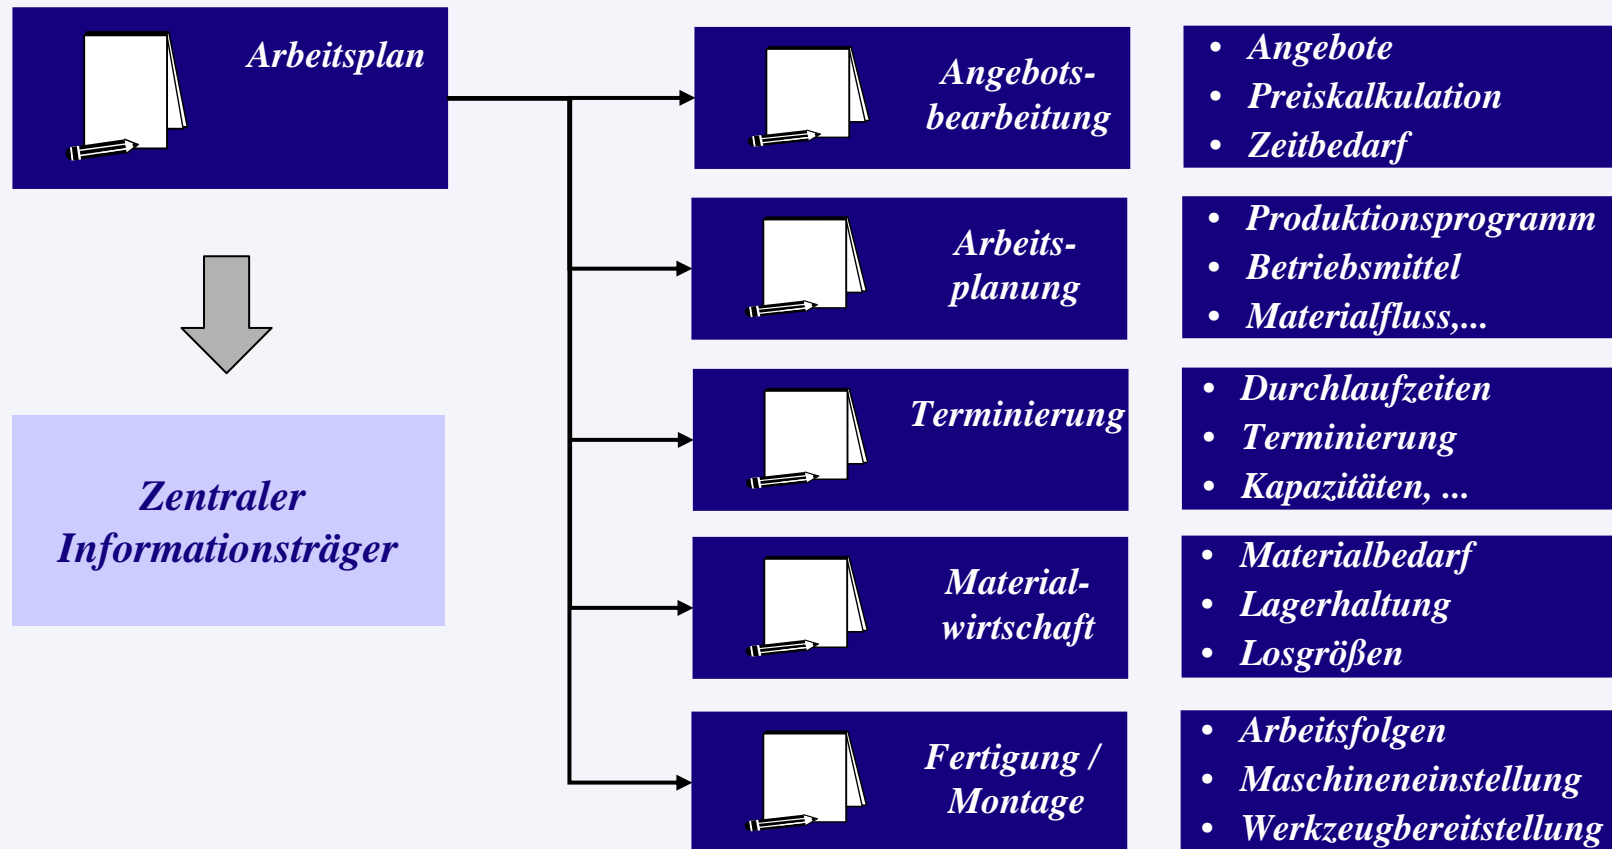 Arbeitsplan
Zentraler
Informationsträger
Angebots-
bearbeitung
• Angebote
• Preiskalkulation
• Zeitbedarf
Arbeits-
planung
• Produktionsprogramm
• Betriebsmittel
• Materialfluss,...
Terminierung
• Durchlaufzeiten
• Terminierung
• Kapazitäten, ...
Material-
wirtschaft
• Materialbedarf
• Lagerhaltung
• Losgrößen
Fertigung /
Montage
• Arbeitsfolgen
• Maschineneinstellung
• Werkzeugbereitstellung